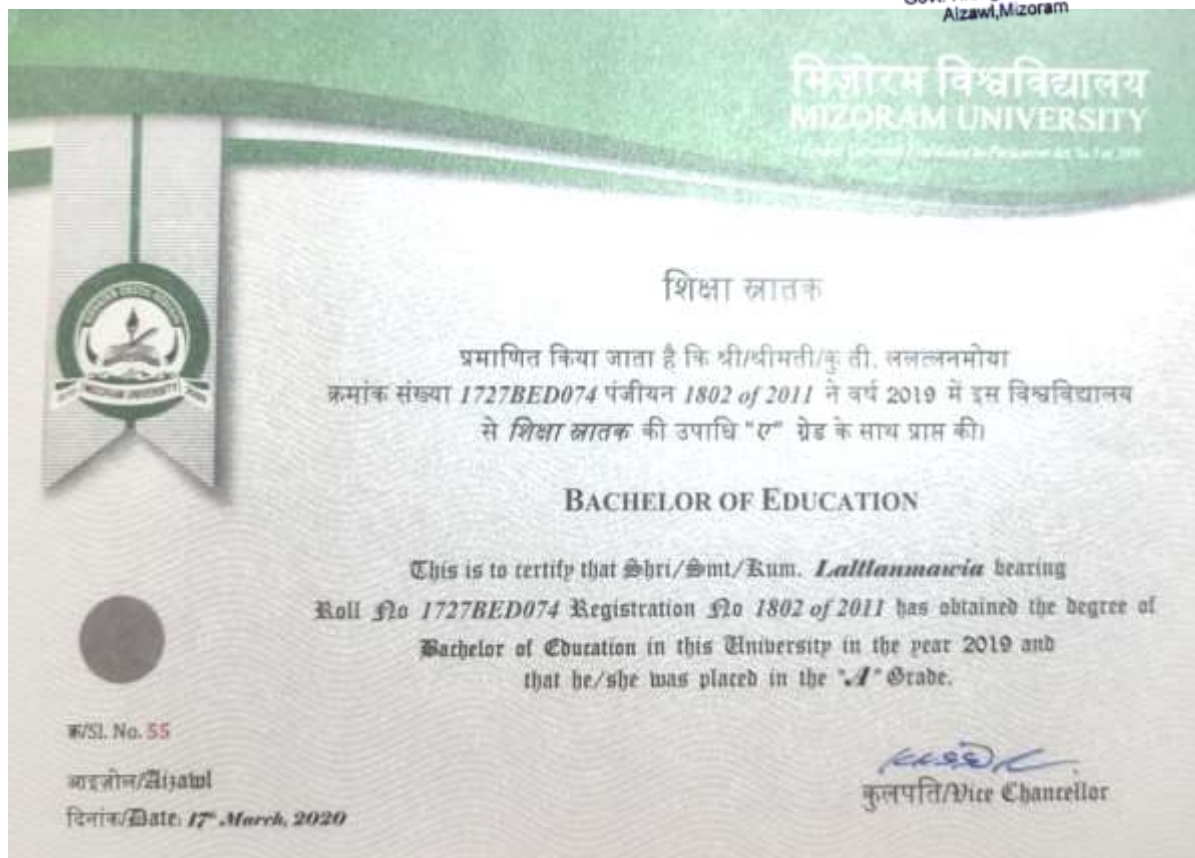 Aizawl,Mizoram
मिज़ोरम विश्वविद्यालय
MIZORAM UNIVERSITY
MIZORAM UNIVERSITY
शिक्षा स्नातक
प्रमाणित किया जाता है कि श्री/श्रीमती/कु ती. ललत्लनमोया
क्रमांक संख्या 1727BED074 पंजीयन 1802 of 2011 ने वर्ष 2019 में इस विश्वविद्यालय
से शिक्षा स्नातक की उपाधि "ए" ग्रेड के साथ प्राप्त की।
BACHELOR OF EDUCATION
This is to certify that Shri/Smt/Kum. Laltlanmawia bearing
Roll No 1727BED074 Registration No 1802 of 2011 has obtained the degree of
Bachelor of Education in this University in the year 2019 and
that he/she was placed in the "A" Grade.
क्र/Sl. No. 55
आइज़ोल/Aizawl
दिनांक/Date: 17th March, 2020
कुलपति/Vice Chancellor